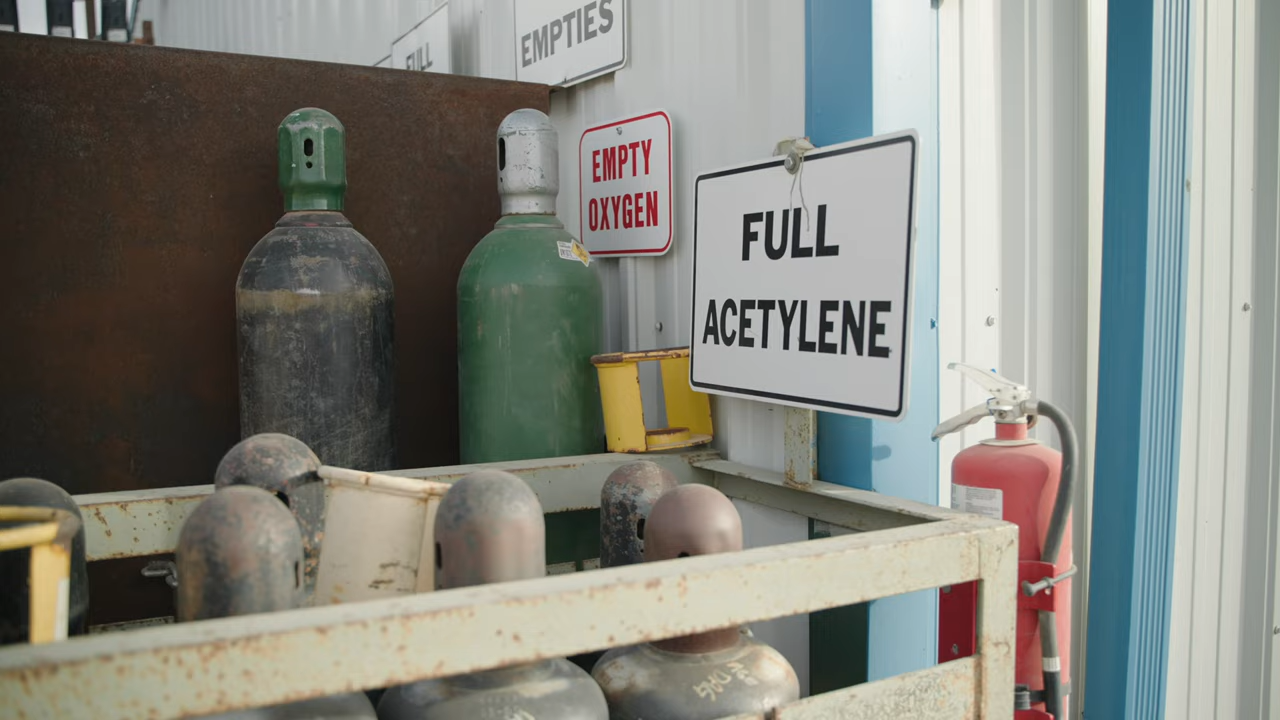 FULL
EMPTIES
EMPTY
OXYGEN
FULL
ACETYLENE